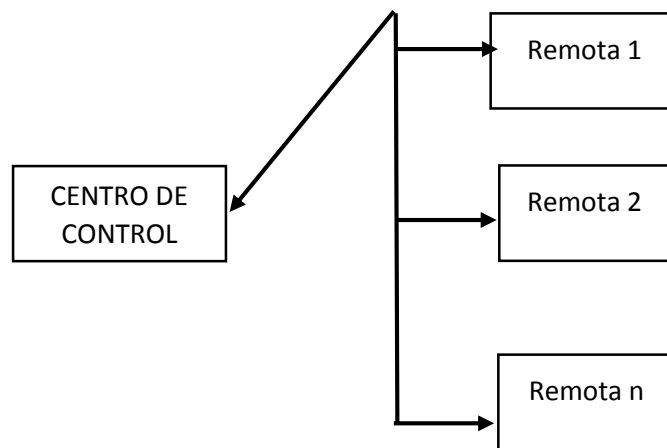 Remota 1
CENTRO DE
CONTROL
Remota 2
Remota n